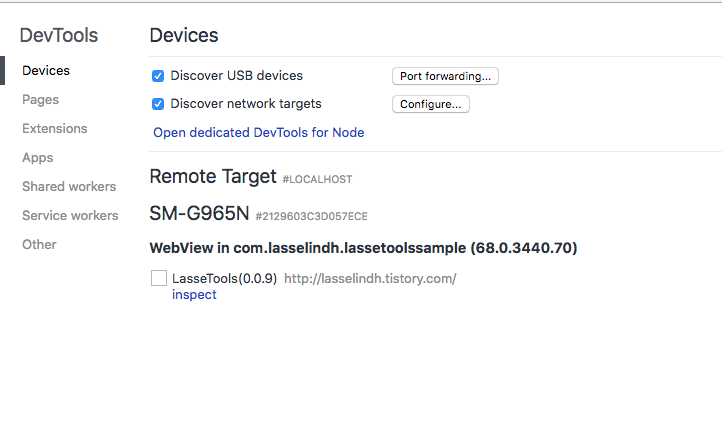 DevTools
Devices
Pages
Extensions
Apps
Shared workers
Service workers
Other
Devices
Discover USB devices Port forwarding...
Discover network targets Configure...
Open dedicated DevTools for Node
Remote Target #LOCALHOST
SM-G965N #2129603C3D057ECE
WebView in com.lasselindh.lassetoolssample (68.0.3440.70)
LasseTools(0.0.9) http://lasselindh.tistory.com/
inspect